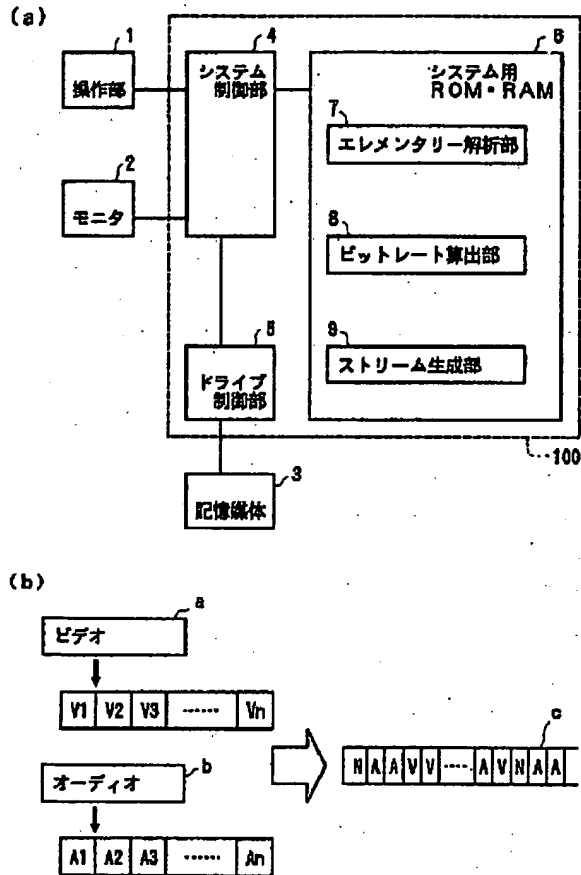 (a)
1
操作部
2
モニタ
4
システム
制御部
5
ドライブ
制御部
3
記憶媒体
6
システム用
ROM・RAM
7
エレメンタリー解析部
8
ビットレート算出部
9
ストリーム生成部
100
(b)
a
ビデオ
V1 V2 V3 ...... Vn
b
オーディオ
A1 A2 A3 ...... An
c
N A A V V ..... A V N A A